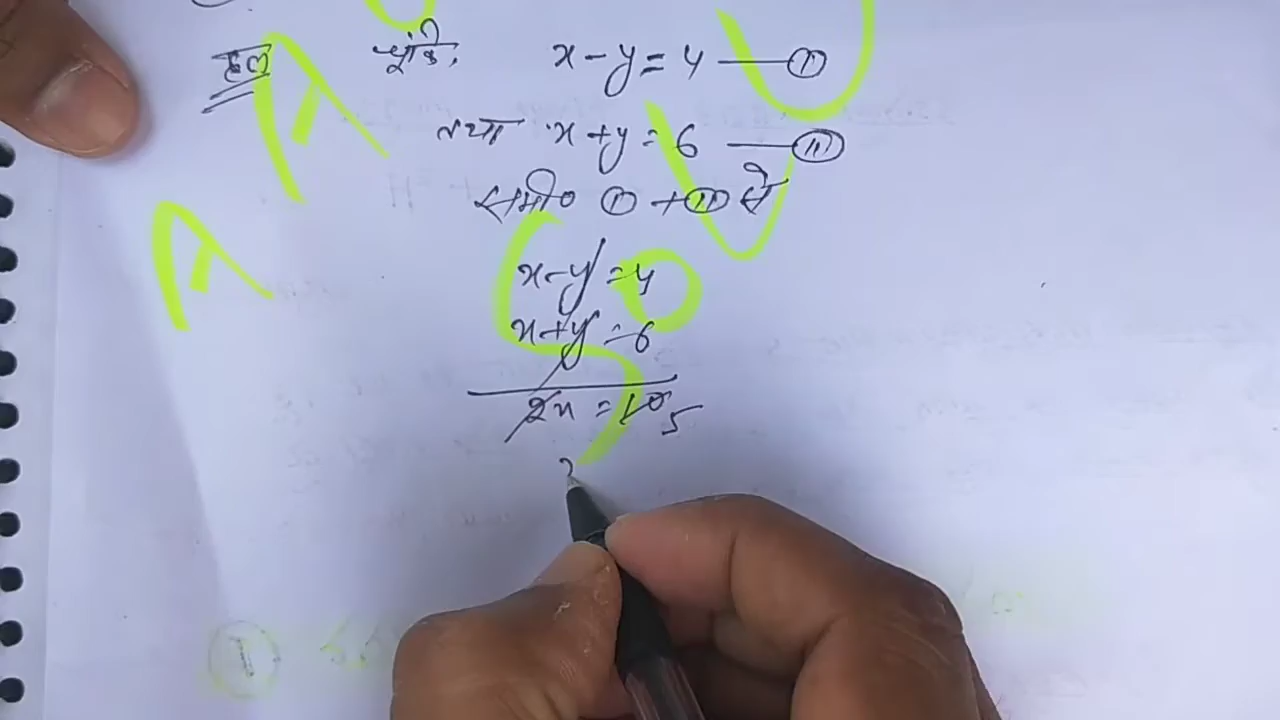 हल चूंकि, x - y = 4 —— (I)
तथा x + y = 6 —— (II)
समी० (I) + (II) से
x - y = 4
x + y = 6
2x = 10 5